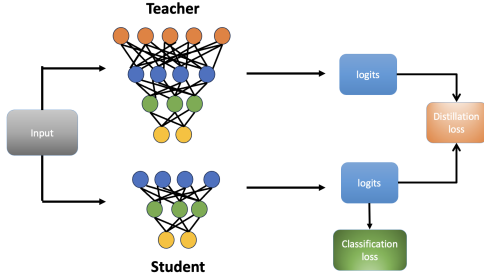 Teacher
logits
Distillation
loss
Input
logits
Classification
loss
Student